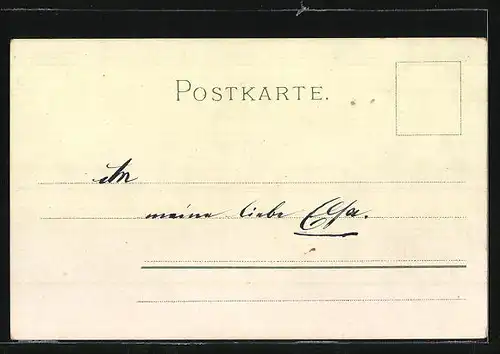 POSTKARTE.
An
meine liebe Elsa.